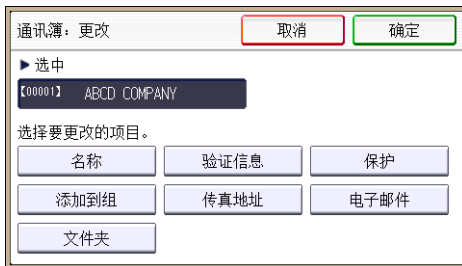 通讯簿：更改 取消 确定
▶选中
【00001】 ABCD COMPANY
选择要更改的项目。
名称 验证信息 保护
添加到组 传真地址 电子邮件
文件夹